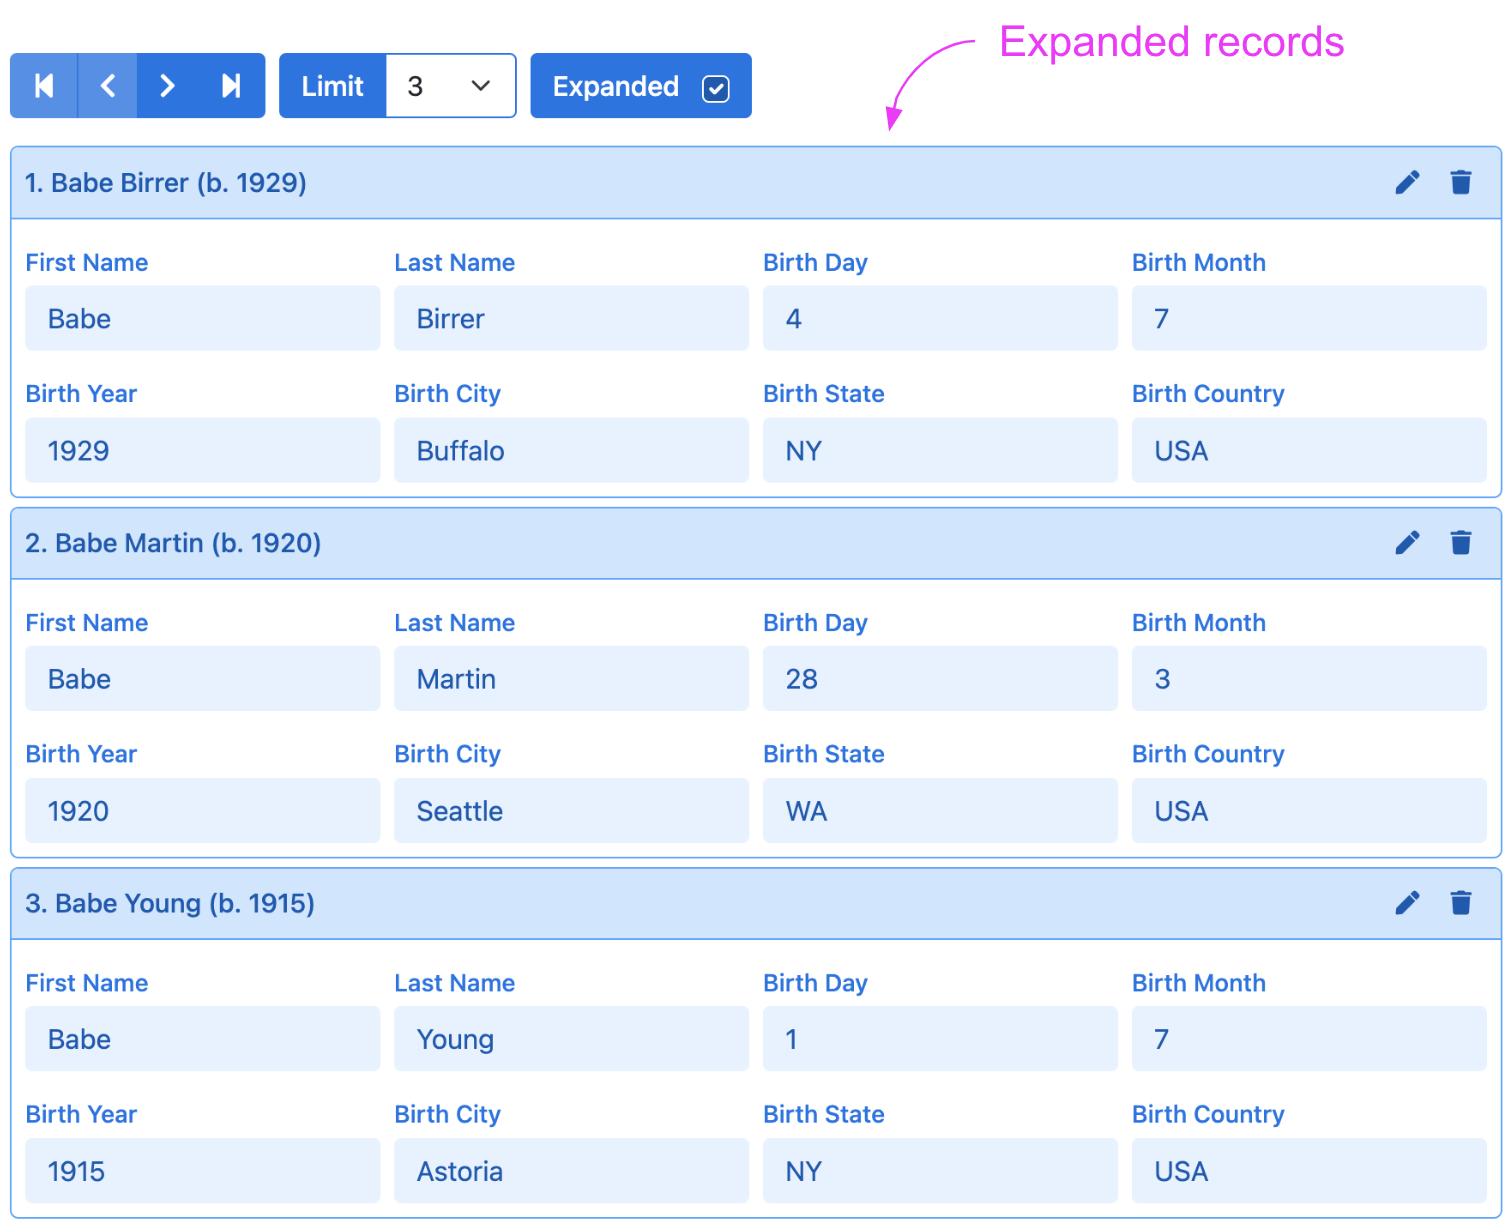 Expanded records
Limit 3 Expanded
1. Babe Birrer (b. 1929)
First Name Last Name Birth Day Birth Month
Babe Birrer 4 7
Birth Year Birth City Birth State Birth Country
1929 Buffalo NY USA
2. Babe Martin (b. 1920)
First Name Last Name Birth Day Birth Month
Babe Martin 28 3
Birth Year Birth City Birth State Birth Country
1920 Seattle WA USA
3. Babe Young (b. 1915)
First Name Last Name Birth Day Birth Month
Babe Young 1 7
Birth Year Birth City Birth State Birth Country
1915 Astoria NY USA